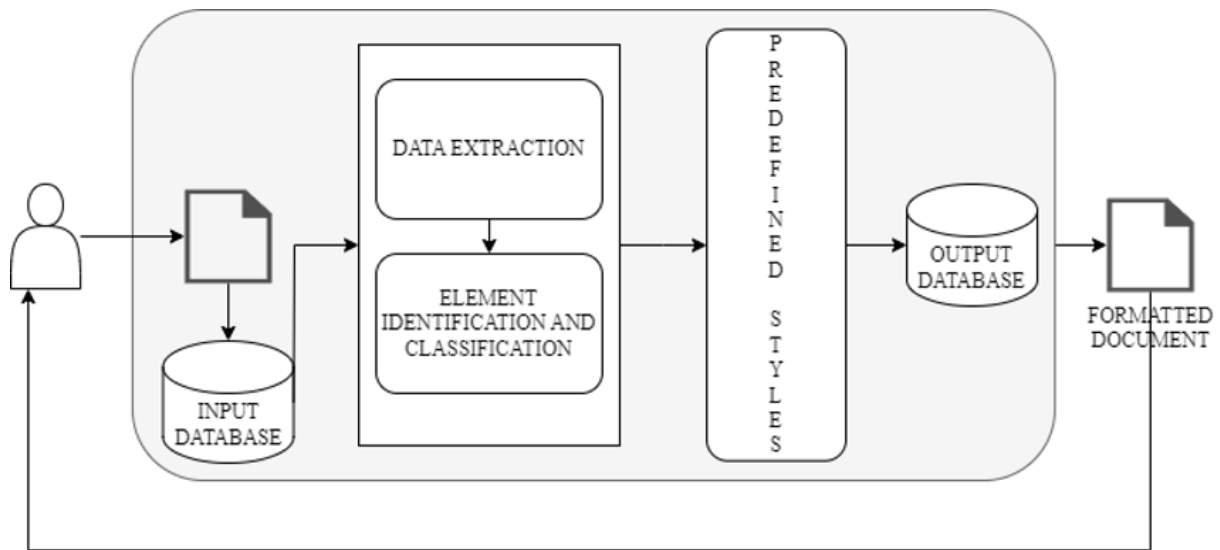 DATA EXTRACTION
ELEMENT
IDENTIFICATION AND
CLASSIFICATION
INPUT
DATABASE
P
R
E
D
E
F
I
N
E
D
S
T
Y
L
E
S
OUTPUT
DATABASE
FORMATTED
DOCUMENT